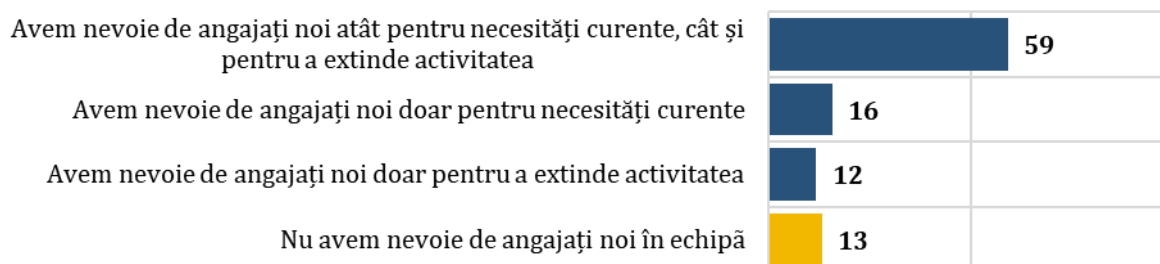 Avem nevoie de angajați noi atât pentru necesități curente, cât și
pentru a extinde activitatea
59
Avem nevoie de angajați noi doar pentru necesități curente
16
Avem nevoie de angajați noi doar pentru a extinde activitatea
12
Nu avem nevoie de angajați noi în echipã
13